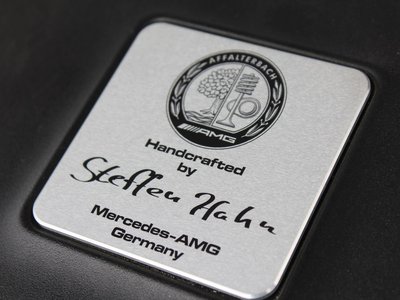 AFFALTERBACH
AMG
Handcrafted
by
Steffen Hahn
Mercedes-AMG
Germany